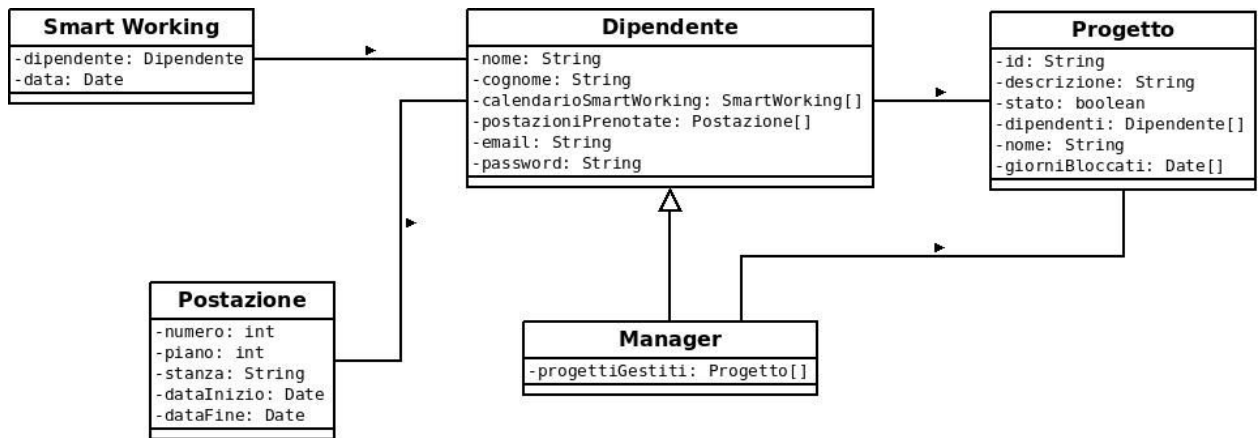 Smart Working
-dipendente: Dipendente
-data: Date
Dipendente
-nome: String
-cognome: String
-calendarioSmartWorking: SmartWorking[]
-postazioniPrenotate: Postazione[]
-email: String
-password: String
Progetto
-id: String
-descrizione: String
-stato: boolean
-dipendenti: Dipendente[]
-nome: String
-giorniBloccati: Date[]
Postazione
-numero: int
-piano: int
-stanza: String
-dataInizio: Date
-dataFine: Date
Manager
-progettiGestiti: Progetto[]